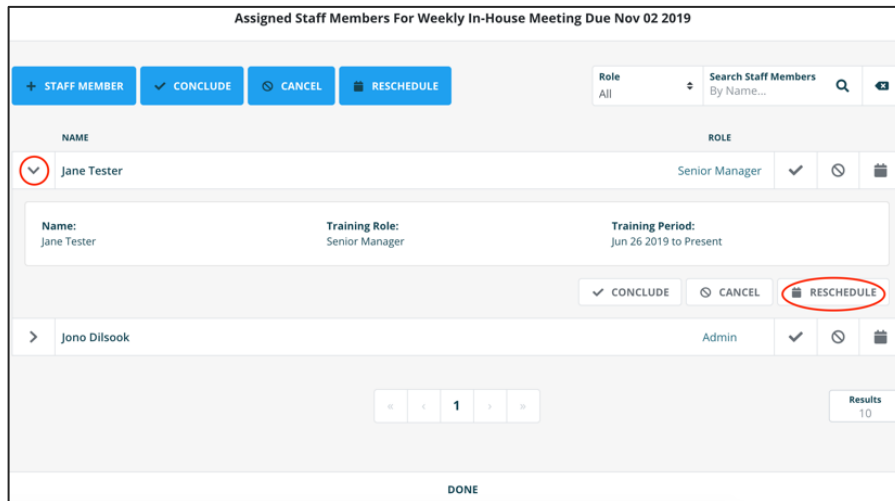 Assigned Staff Members For Weekly In-House Meeting Due Nov 02 2019
+ STAFF MEMBER CONCLUDE CANCEL RESCHEDULE
Role Search Staff Members
All By Name...
NAME ROLE
Jane Tester Senior Manager
Name: Training Role: Training Period:
Jane Tester Senior Manager Jun 26 2019 to Present
CONCLUDE CANCEL RESCHEDULE
Jono Dilsook Admin
« ‹ 1 › »
Results
10
DONE